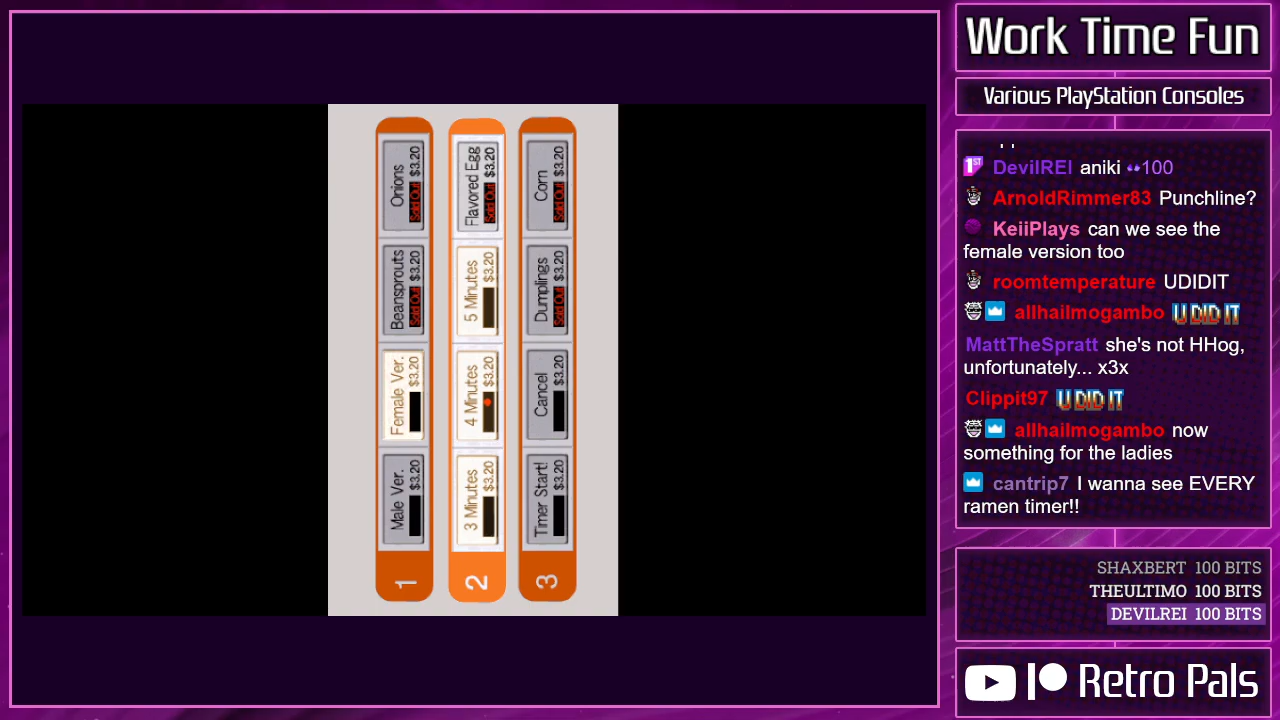 Work Time Fun
Various PlayStation Consoles
DevilREI aniki 100
ArnoldRimmer83 Punchline?
KeiiPlays can we see the
female version too
roomtemperature UDIDIT
allhailmogambo U DID IT
MattTheSpratt she's not HHog,
unfortunately... x3x
Clippit97 U DID IT
allhailmogambo now
something for the ladies
cantrip7 I wanna see EVERY
ramen timer!!
SHAXBERT 100 BITS
THEULTIMO 100 BITS
DEVILREI 100 BITS
Retro Pals
1
Male Ver.
$3.20
Female Ver.
$3.20
Beansprouts
Sold Out $3.20
Onions
Sold Out $3.20
2
3 Minutes
$3.20
4 Minutes
$3.20
5 Minutes
$3.20
Flavored Egg
Sold Out $3.20
3
Timer Start!
$3.20
Cancel
$3.20
Dumplings
Sold Out $3.20
Corn
Sold Out $3.20